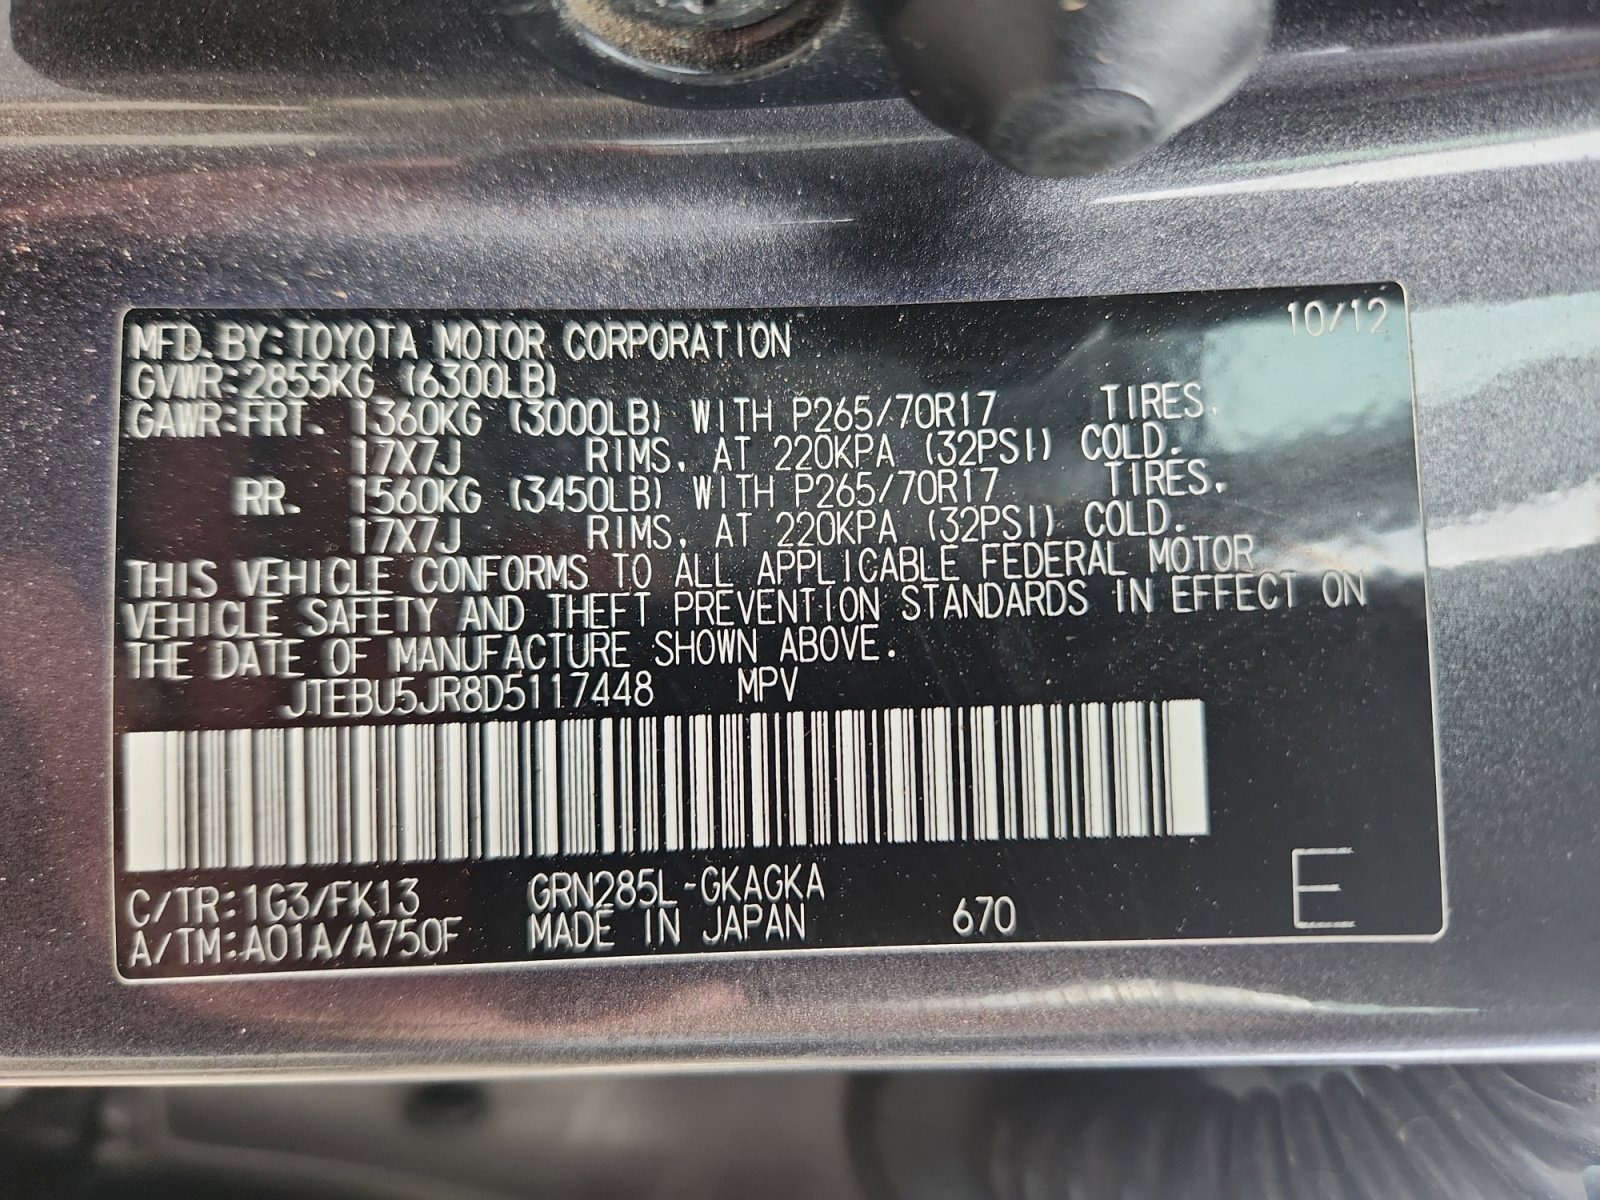 10/12
MFD. BY: TOYOTA MOTOR CORPORATION
GVWR: 2855KG (6300LB)
GAWR: FRT. 1360KG (3000LB) WITH P265/70R17 TIRES.
17X7J RIMS, AT 220KPA (32PSI) COLD.
RR. 1560KG (3450LB) WITH P265/70R17 TIRES.
17X7J RIMS, AT 220KPA (32PSI) COLD.
THIS VEHICLE CONFORMS TO ALL APPLICABLE FEDERAL MOTOR
VEHICLE SAFETY AND THEFT PREVENTION STANDARDS IN EFFECT ON
THE DATE OF MANUFACTURE SHOWN ABOVE.
JTEBU5JR8D5117448 MPV
C/TR: 1G3/FK13 GRN285L-GKAGKA
A/TM: A01A/A750F MADE IN JAPAN 670 E